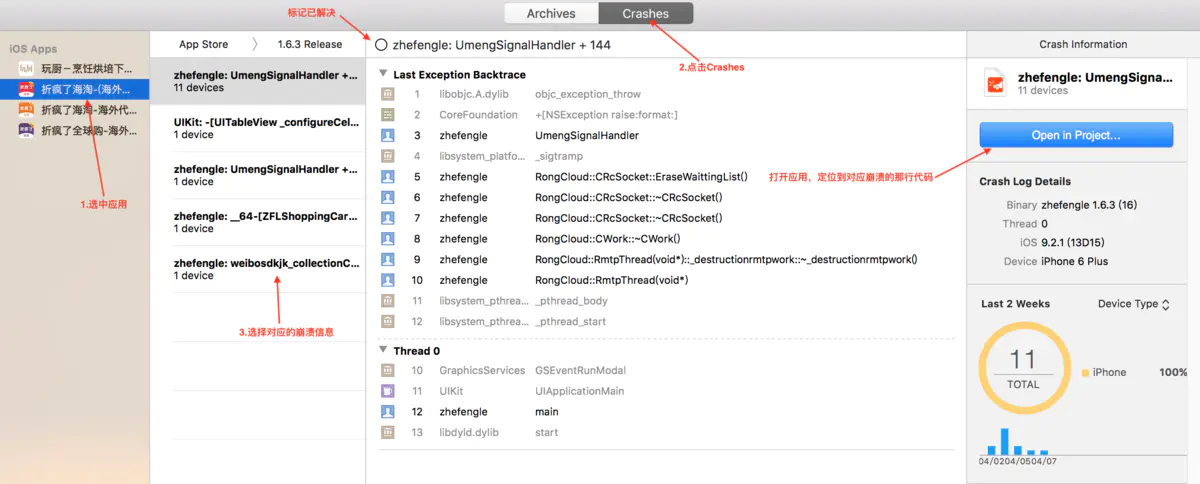 标记已解决
Archives
Crashes
iOS Apps
玩厨－烹饪烘培下...
折疯了海淘-(海外...
折疯了海淘-海外代...
折疯了全球购-海外...
1.选中应用
App Store
1.6.3 Release
zhefengle: UmengSignalHandler +...
11 devices
UIKit: -[UITableView _configureCel...
1 device
zhefengle: UmengSignalHandler +...
1 device
zhefengle: __64-[ZFLShoppingCar...
1 device
zhefengle: weibosdkjk_collectionC...
1 device
3.选择对应的崩溃信息
zhefengle: UmengSignalHandler + 144
2.点击Crashes
Last Exception Backtrace
1 libobjc.A.dylib objc_exception_throw
2 CoreFoundation +[NSException raise:format:]
3 zhefengle UmengSignalHandler
4 libsystem_platfo... _sigtramp
5 zhefengle RongCloud::CRcSocket::EraseWaittingList()
6 zhefengle RongCloud::CRcSocket::~CRcSocket()
7 zhefengle RongCloud::CRcSocket::~CRcSocket()
8 zhefengle RongCloud::CWork::~CWork()
9 zhefengle RongCloud::RmtpThread(void*)::_destructionrmtpwork::~_destructionrmtpwork()
10 zhefengle RongCloud::RmtpThread(void*)
11 libsystem_pthrea... _pthread_body
12 libsystem_pthrea... _pthread_start
Thread 0
10 GraphicsServices GSEventRunModal
11 UIKit UIApplicationMain
12 zhefengle main
13 libdyld.dylib start
Crash Information
zhefengle: UmengSigna...
11 devices
Open in Project...
打开应用，定位到对应崩溃的那行代码
Crash Log Details
Binary zhefengle 1.6.3 (16)
Thread 0
iOS 9.2.1 (13D15)
Device iPhone 6 Plus
Last 2 Weeks
Device Type
11
TOTAL
iPhone 100%
04/02 04/05 04/07